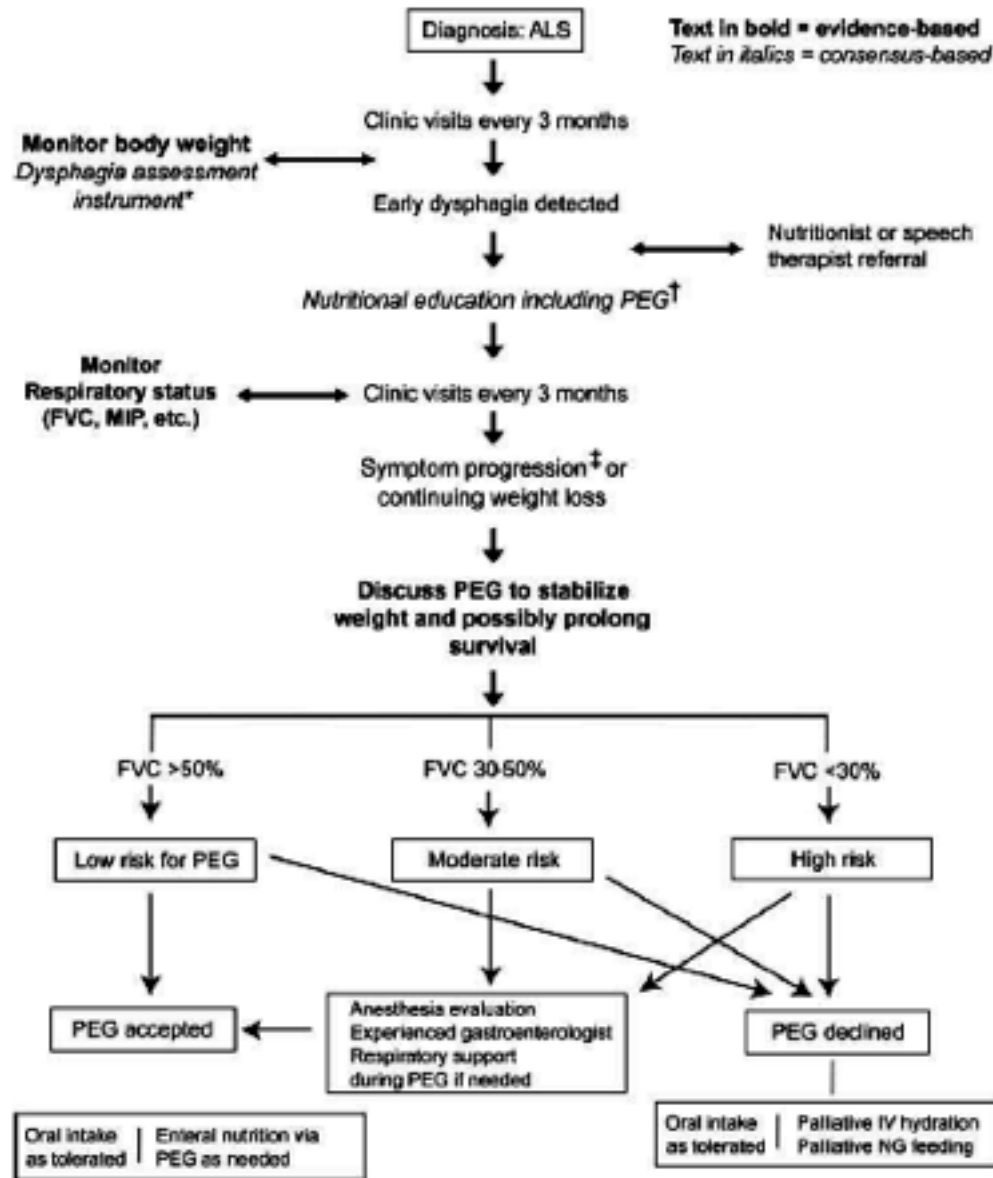 Diagnosis: ALS
Text in bold = evidence-based
Text in italics = consensus-based
Clinic visits every 3 months
Monitor body weight
Dysphagia assessment
instrument*
Early dysphagia detected
Nutritionist or speech
therapist referral
Nutritional education including PEG†
Monitor
Respiratory status
(FVC, MIP, etc.)
Clinic visits every 3 months
Symptom progression‡ or
continuing weight loss
Discuss PEG to stabilize
weight and possibly prolong
survival
FVC >50%
FVC 30-50%
FVC <30%
Low risk for PEG
Moderate risk
High risk
PEG accepted
Anesthesia evaluation
Experienced gastroenterologist
Respiratory support
during PEG if needed
PEG declined
Oral intake
as tolerated
Enteral nutrition via
PEG as needed
Oral intake
as tolerated
Palliative IV hydration
Palliative NG feeding